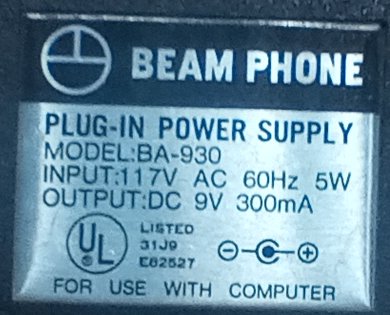 BEAM PHONE
PLUG-IN POWER SUPPLY
MODEL:BA-930
INPUT:117V AC 60Hz 5W
OUTPUT:DC 9V 300mA
UL ® LISTED
31J9
E62527
FOR USE WITH COMPUTER